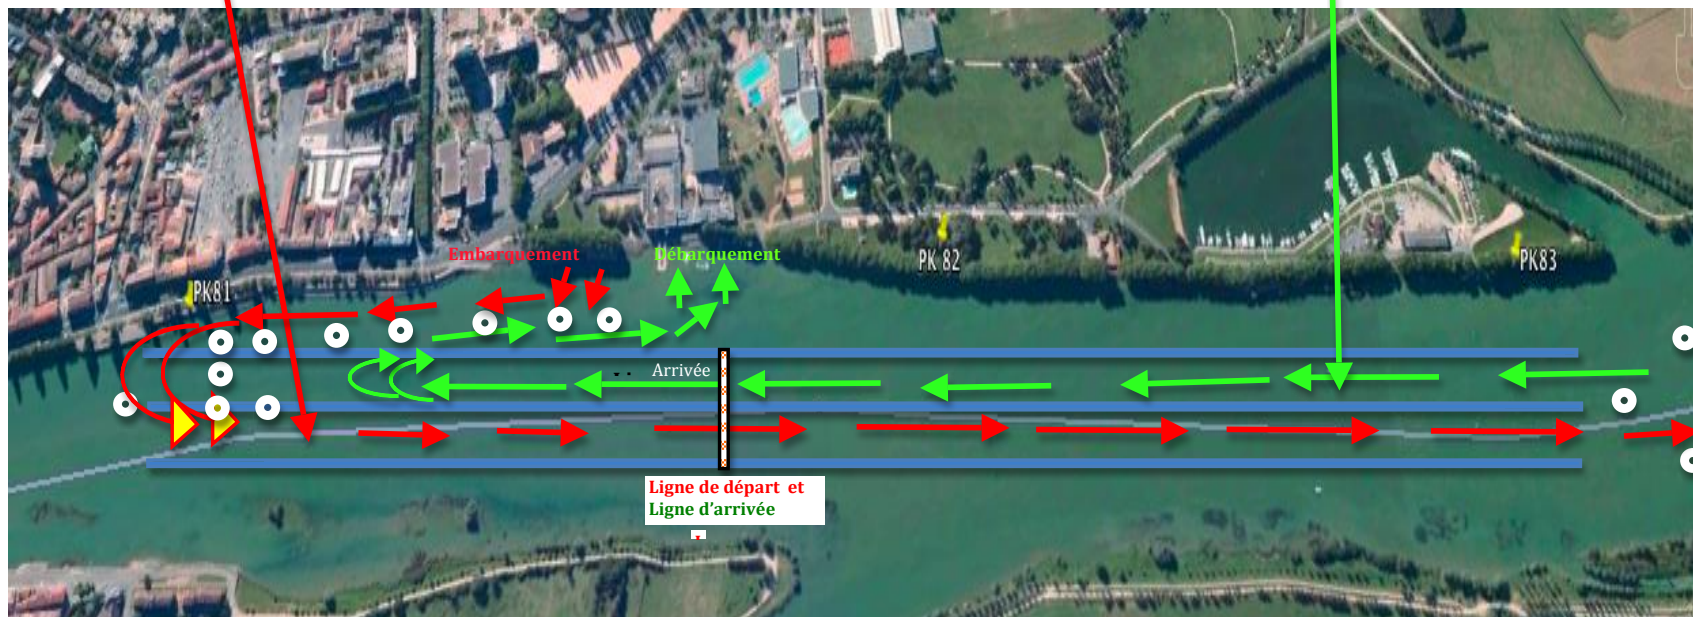 Embarquement
Débarquement
PK 82
PK83
PK81
Arrivée
Ligne de départ et
Ligne d’arrivée